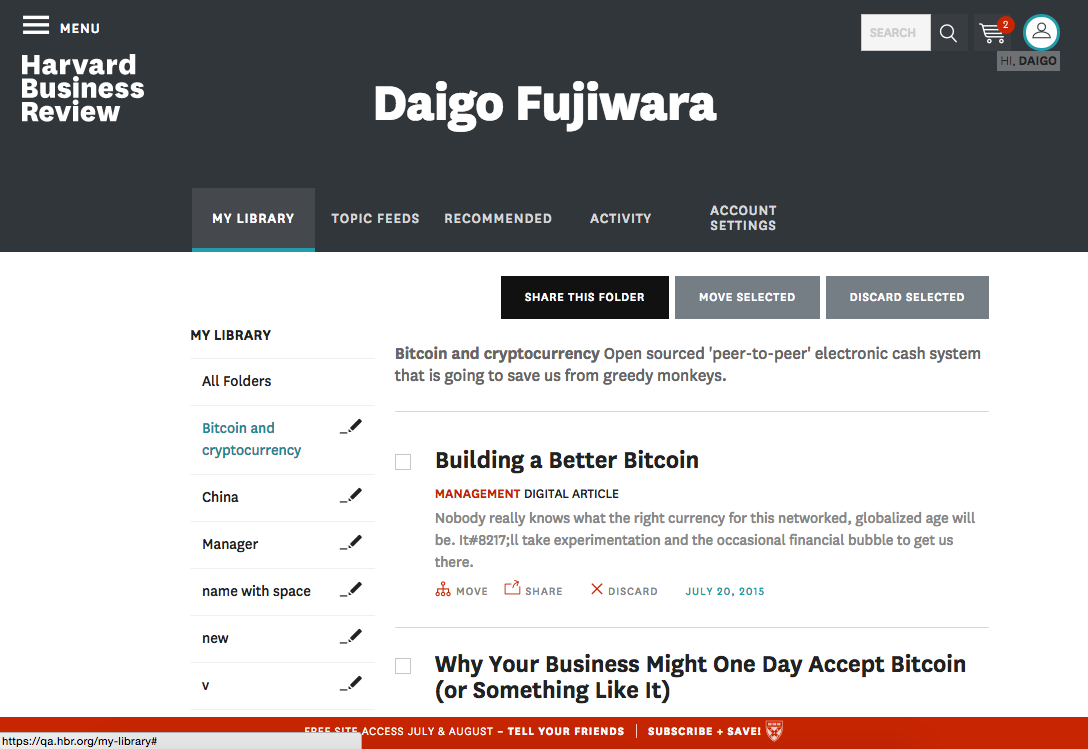 MENU
SEARCH
2
HI, DAIGO
Harvard
Business
Review
Daigo Fujiwara
MY LIBRARY
TOPIC FEEDS
RECOMMENDED
ACTIVITY
ACCOUNT
SETTINGS
SHARE THIS FOLDER
MOVE SELECTED
DISCARD SELECTED
MY LIBRARY
All Folders
Bitcoin and
cryptocurrency
China
Manager
name with space
new
v
Bitcoin and cryptocurrency Open sourced 'peer-to-peer' electronic cash system
that is going to save us from greedy monkeys.
Building a Better Bitcoin
MANAGEMENT DIGITAL ARTICLE
Nobody really knows what the right currency for this networked, globalized age will
be. It#8217;ll take experimentation and the occasional financial bubble to get us
there.
MOVE SHARE DISCARD JULY 20, 2015
Why Your Business Might One Day Accept Bitcoin
(or Something Like It)
FREE SITE ACCESS JULY & AUGUST – TELL YOUR FRIENDS | SUBSCRIBE + SAVE!
https://qa.hbr.org/my-library#